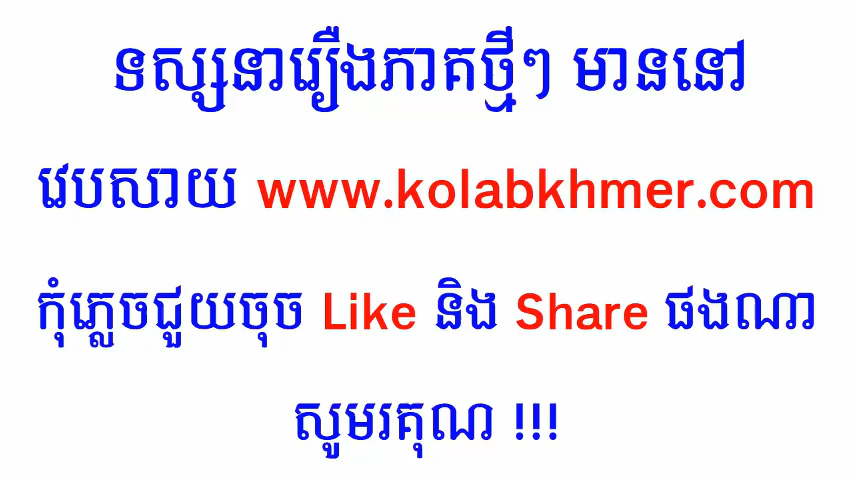 ទស្សនារឿងភាគថ្មីៗ មាននៅ
វេបសាយ www.kolabkhmer.com
កុំភ្លេចជួយចុច Like និង Share ផងណា
សូមរគុណ !!!